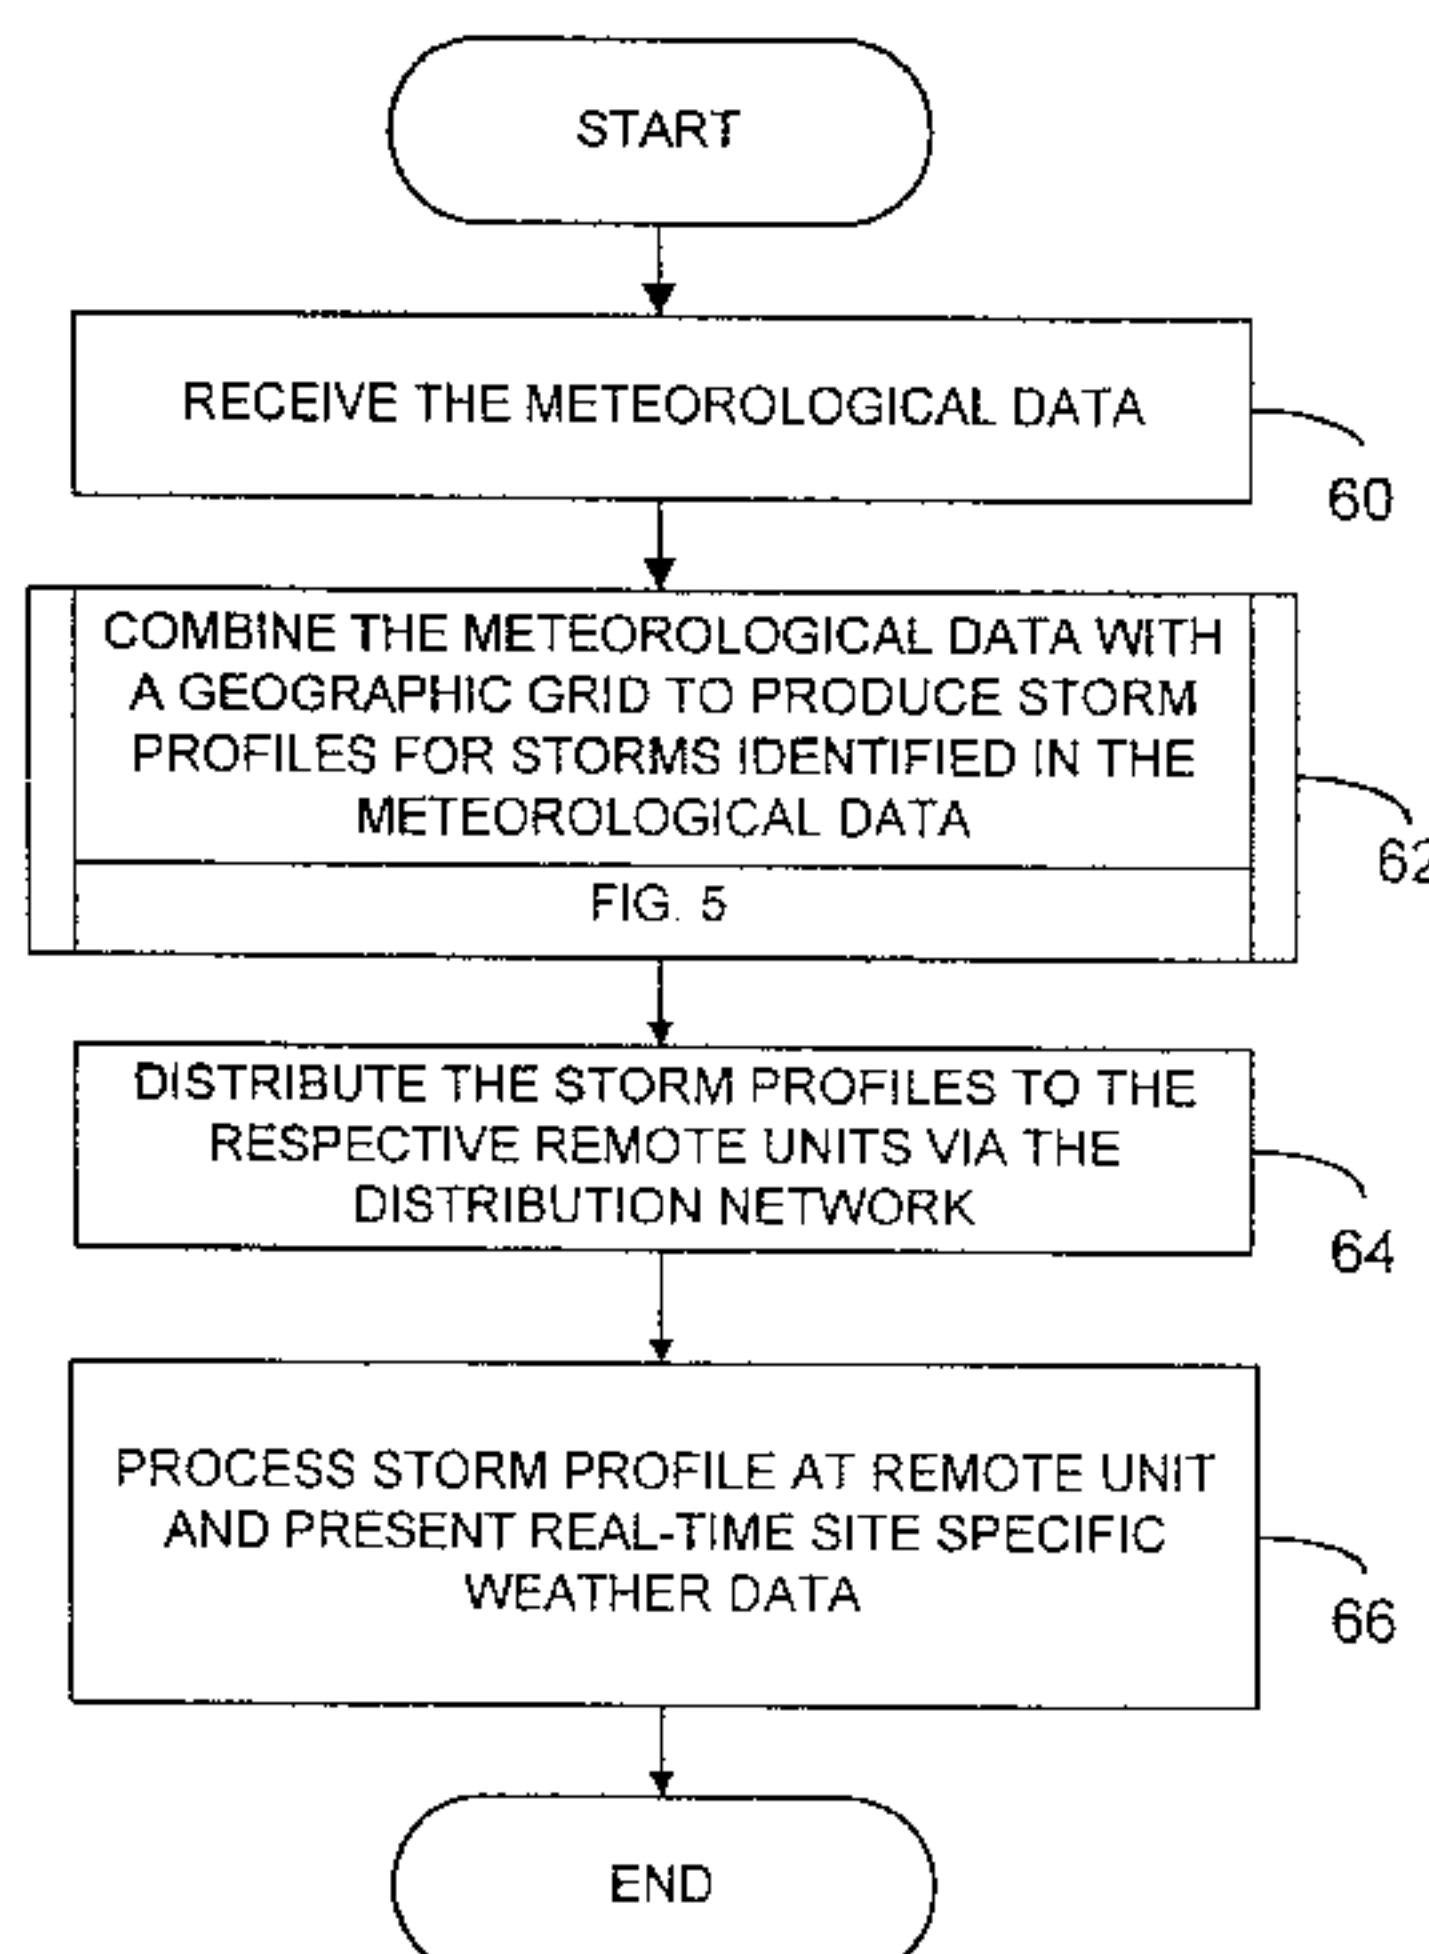 START
RECEIVE THE METEOROLOGICAL DATA
60
COMBINE THE METEOROLOGICAL DATA WITH
A GEOGRAPHIC GRID TO PRODUCE STORM
PROFILES FOR STORMS IDENTIFIED IN THE
METEOROLOGICAL DATA
62
FIG. 5
DISTRIBUTE THE STORM PROFILES TO THE
RESPECTIVE REMOTE UNITS VIA THE
DISTRIBUTION NETWORK
64
PROCESS STORM PROFILE AT REMOTE UNIT
AND PRESENT REAL-TIME SITE SPECIFIC
WEATHER DATA
66
END